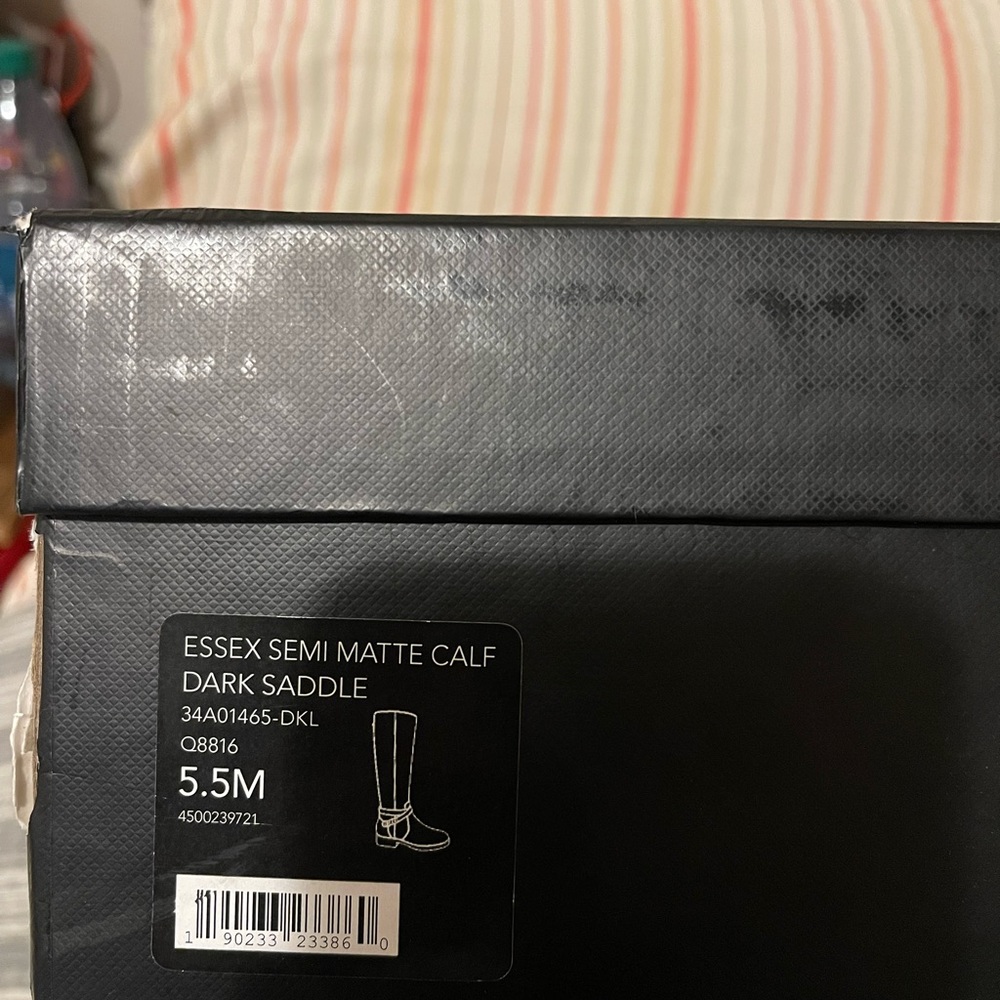 ESSEX SEMI MATTE CALF
DARK SADDLE
34A01465-DKL
Q8816
5.5M
4500239721
1 90233 23386 0